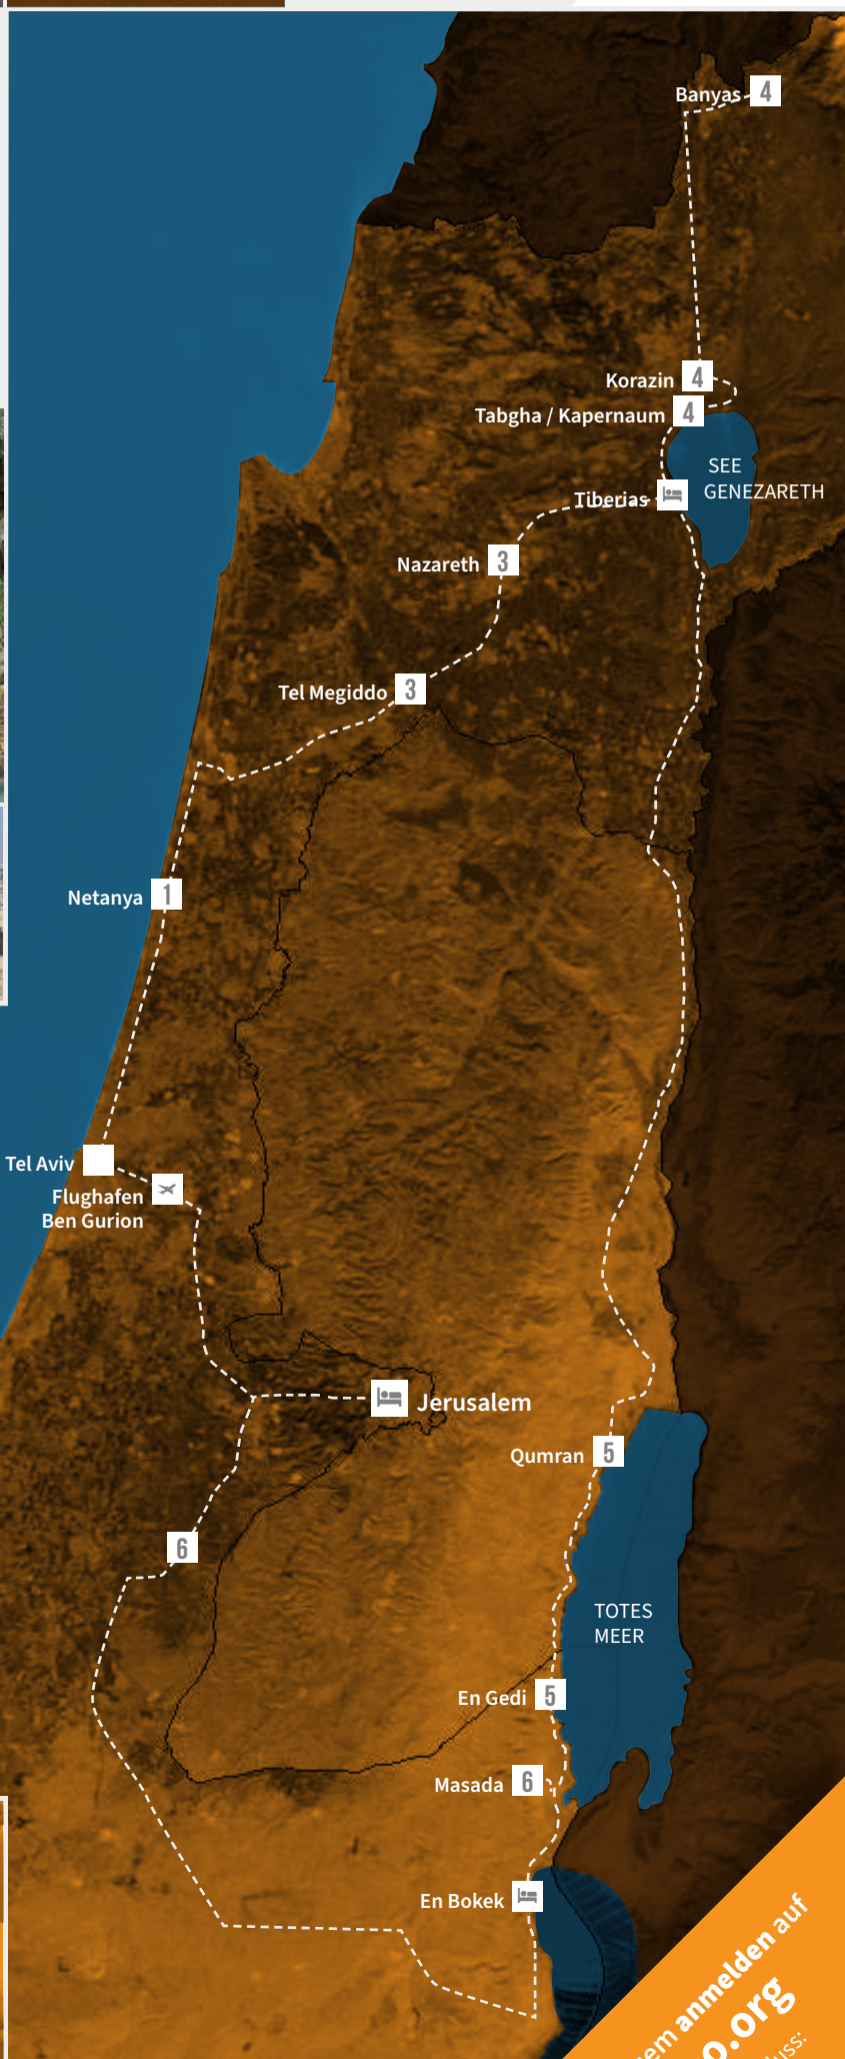 Banyas 4
Korazin 4
Tabgha / Kapernaum 4
SEE
GENEZARETH
Tiberias
Nazareth 3
Tel Megiddo 3
Netanya 1
Tel Aviv
Flughafen
Ben Gurion
Jerusalem
Qumran 5
6
TOTES
MEER
En Gedi 5
Masada 6
En Bokek
anmelden auf
o.org